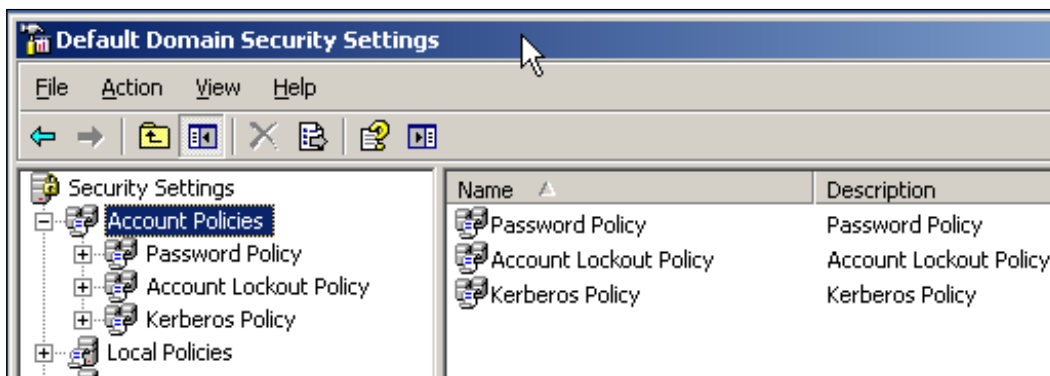 Default Domain Security Settings
File Action View Help
Security Settings
Account Policies
Password Policy
Account Lockout Policy
Kerberos Policy
Local Policies
Name Description
Password Policy Password Policy
Account Lockout Policy Account Lockout Policy
Kerberos Policy Kerberos Policy